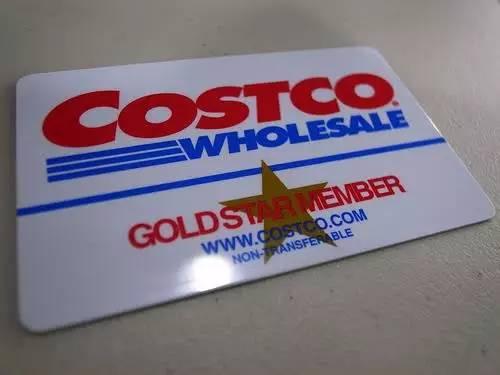 COSTCO
WHOLESALE
GOLD STAR MEMBER
WWW.COSTCO.COM
NON-TRANSFERABLE